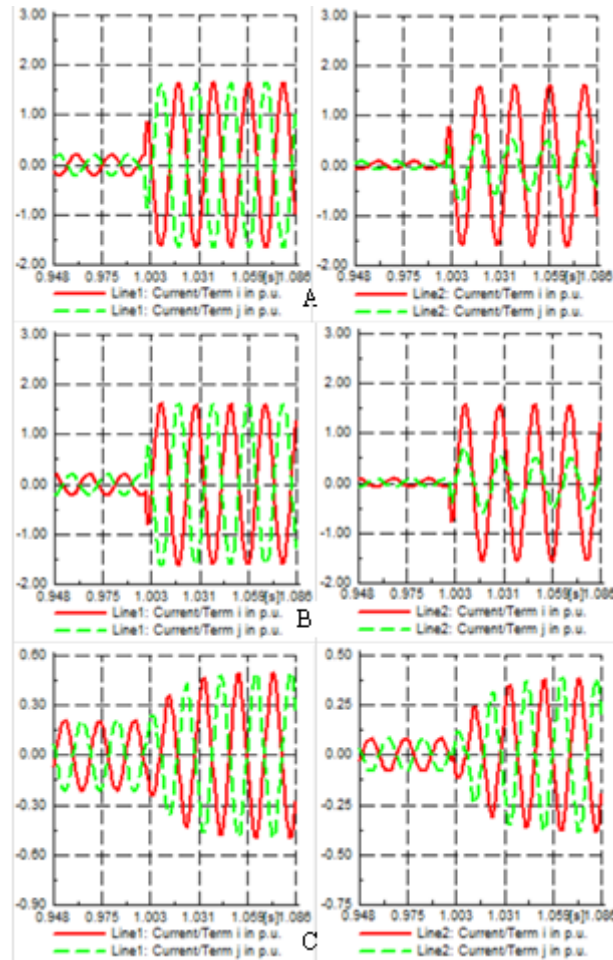 3.00 3.00
2.00 2.00
1.00 1.00
0.00 0.00
-1.00 -1.00
-2.00 -2.00
0.948 0.975 1.003 1.031 1.059[s]1.086 0.948 0.975 1.003 1.031 1.059[s]1.086
Line1: Current/Term i in p.u. Line2: Current/Term i in p.u.
A
Line1: Current/Term j in p.u. Line2: Current/Term j in p.u.
3.00 3.00
2.00 2.00
1.00 1.00
0.00 0.00
-1.00 -1.00
-2.00 -2.00
0.948 0.975 1.003 1.031 1.059[s]1.086 0.948 0.975 1.003 1.031 1.059[s]1.086
Line1: Current/Term i in p.u. Line2: Current/Term i in p.u.
B
Line1: Current/Term j in p.u. Line2: Current/Term j in p.u.
0.60 0.50
0.30 0.25
0.00 0.00
-0.30 -0.25
-0.60 -0.50
-0.90 -0.75
0.948 0.975 1.003 1.031 1.059[s]1.086 0.948 0.975 1.003 1.031 1.059[s]1.086
Line1: Current/Term i in p.u. Line2: Current/Term i in p.u.
C
Line1: Current/Term j in p.u. Line2: Current/Term j in p.u.